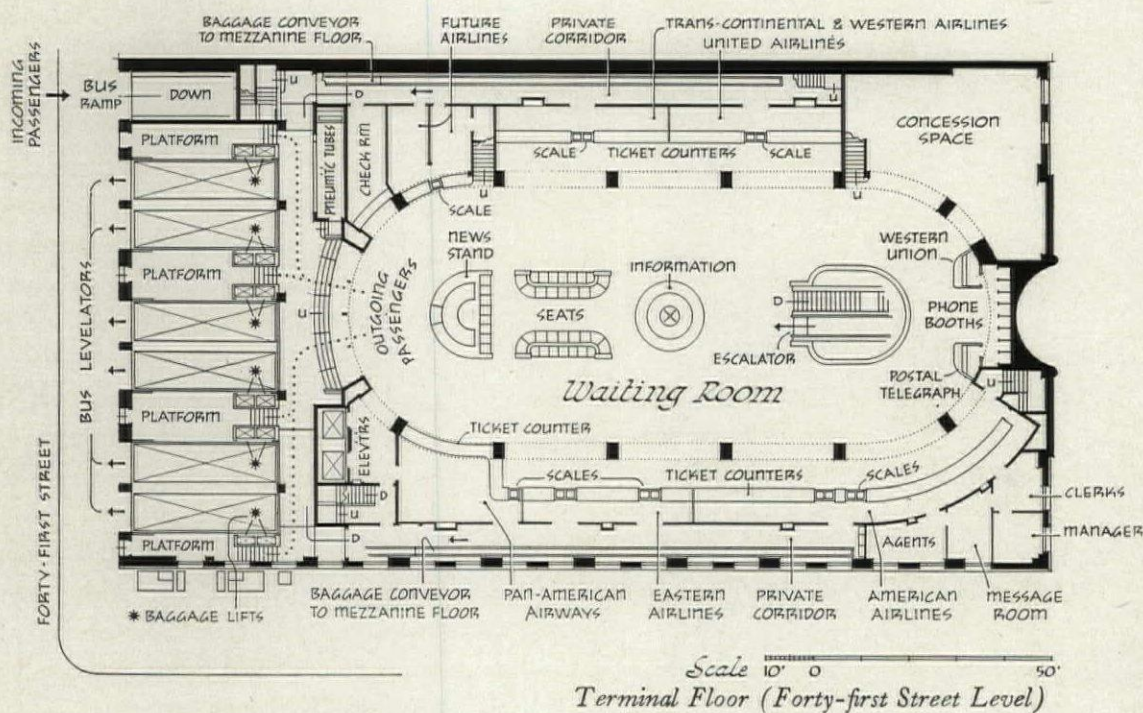 BAGGAGE CONVEYOR
TO MEZZANINE FLOOR
FUTURE
AIRLINES
PRIVATE
CORRIDOR
TRANS-CONTINENTAL & WESTERN AIRLINES
UNITED AIRLINES
INCOMING
PASSENGERS
BUS
RAMP
DOWN
U
D
U
PLATFORM
PNEUMIC TUBES
CHECK RM
SCALE
TICKET COUNTERS
SCALE
CONCESSION
SPACE
U
U
SCALE
NEWS
STAND
INFORMATION
WESTERN
UNION
BUS LEVELATORS
PLATFORM
OUTGOING
PASSENGERS
U
SEATS
D
PHONE
BOOTHS
ESCALATOR
POSTAL
TELEGRAPH
Waiting Room
U
PLATFORM
ELEVTRS
TICKET COUNTER
SCALES
TICKET COUNTERS
SCALES
D
U
CLERKS
PLATFORM
D
AGENTS
MANAGER
FORTY-FIRST STREET
* BAGGAGE LIFTS
BAGGAGE CONVEYOR
TO MEZZANINE FLOOR
PAN-AMERICAN
AIRWAYS
EASTERN
AIRLINES
PRIVATE
CORRIDOR
AMERICAN
AIRLINES
MESSAGE
ROOM
Scale 10' 0 50'
Terminal Floor (Forty-first Street Level)